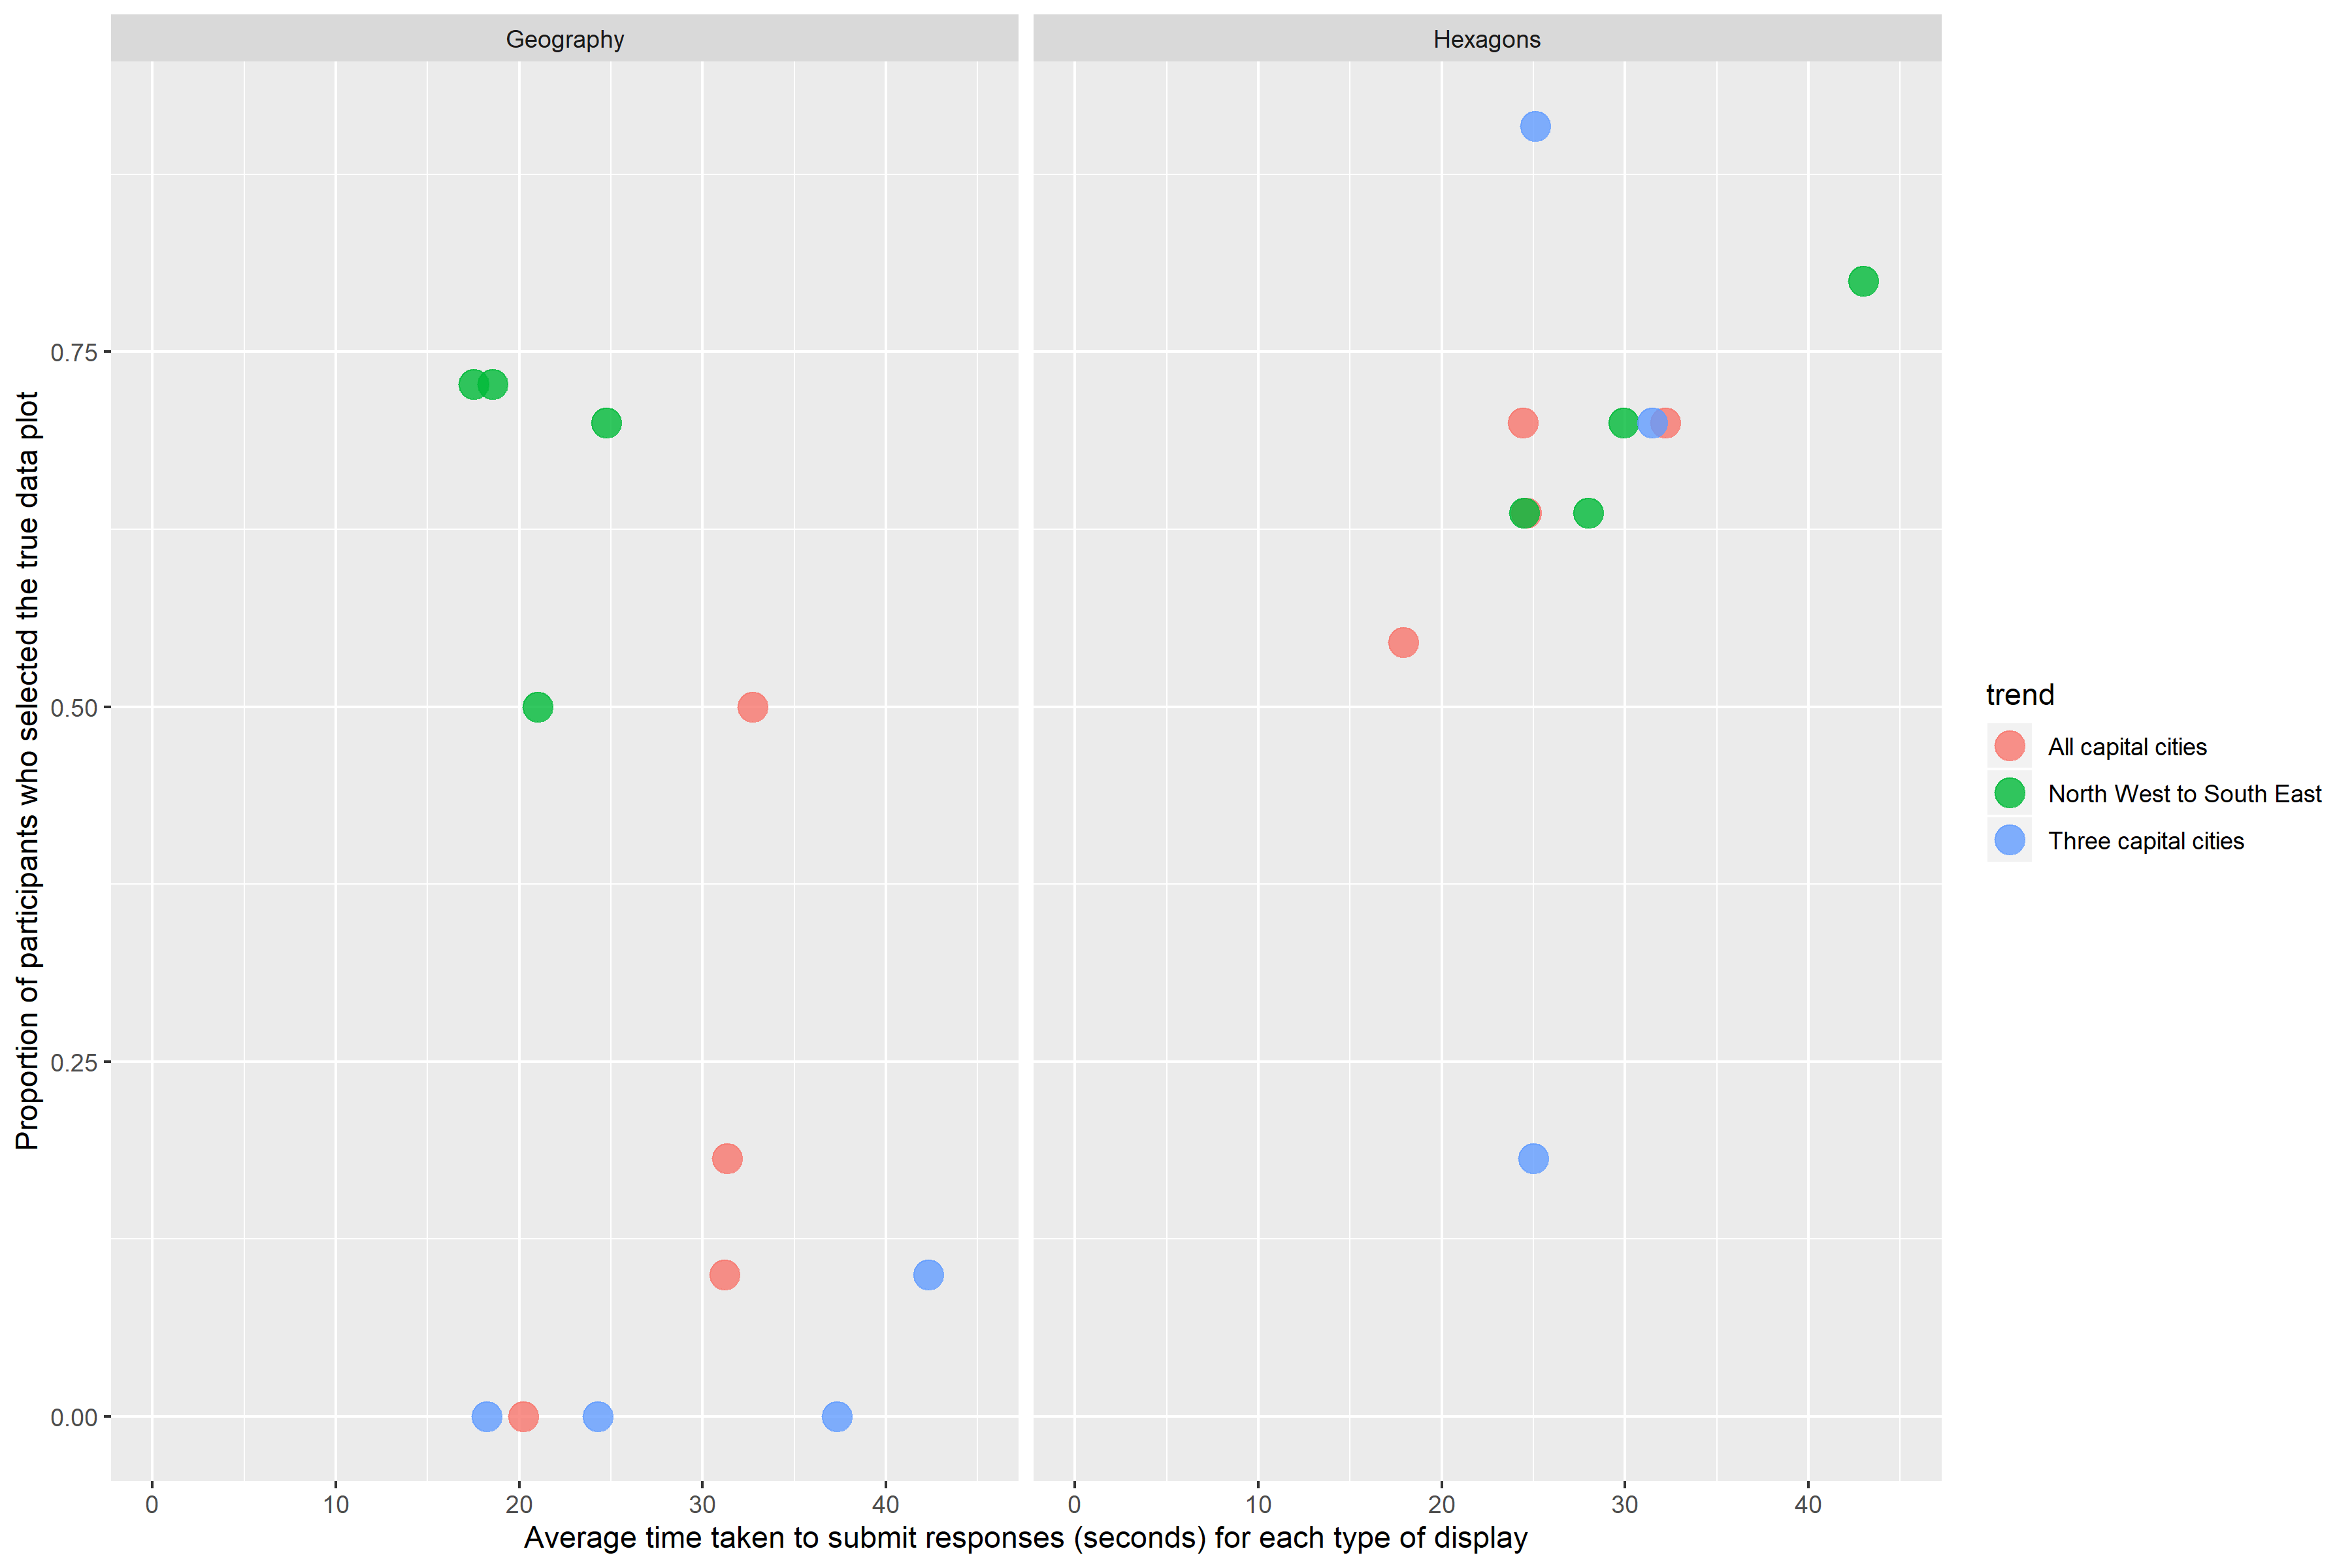 Geography
Hexagons
Proportion of participants who selected the true data plot
0.75
0.50
0.25
0.00
0 10 20 30 40
0 10 20 30 40
Average time taken to submit responses (seconds) for each type of display
trend
All capital cities
North West to South East
Three capital cities